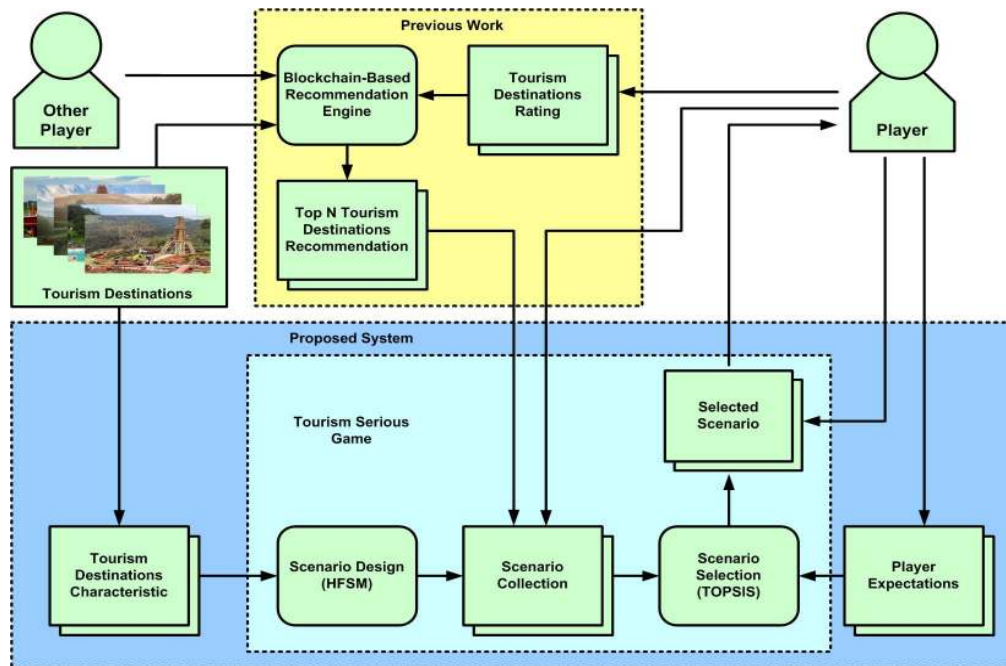 Previous Work
Other
Player
Blockchain-Based
Recommendation
Engine
Tourism
Destinations
Rating
Player
Top N Tourism
Destinations
Recommendation
Tourism Destinations
Proposed System
Tourism Serious
Game
Selected
Scenario
Tourism
Destinations
Characteristic
Scenario Design
(HFSM)
Scenario
Collection
Scenario
Selection
(TOPSIS)
Player
Expectations